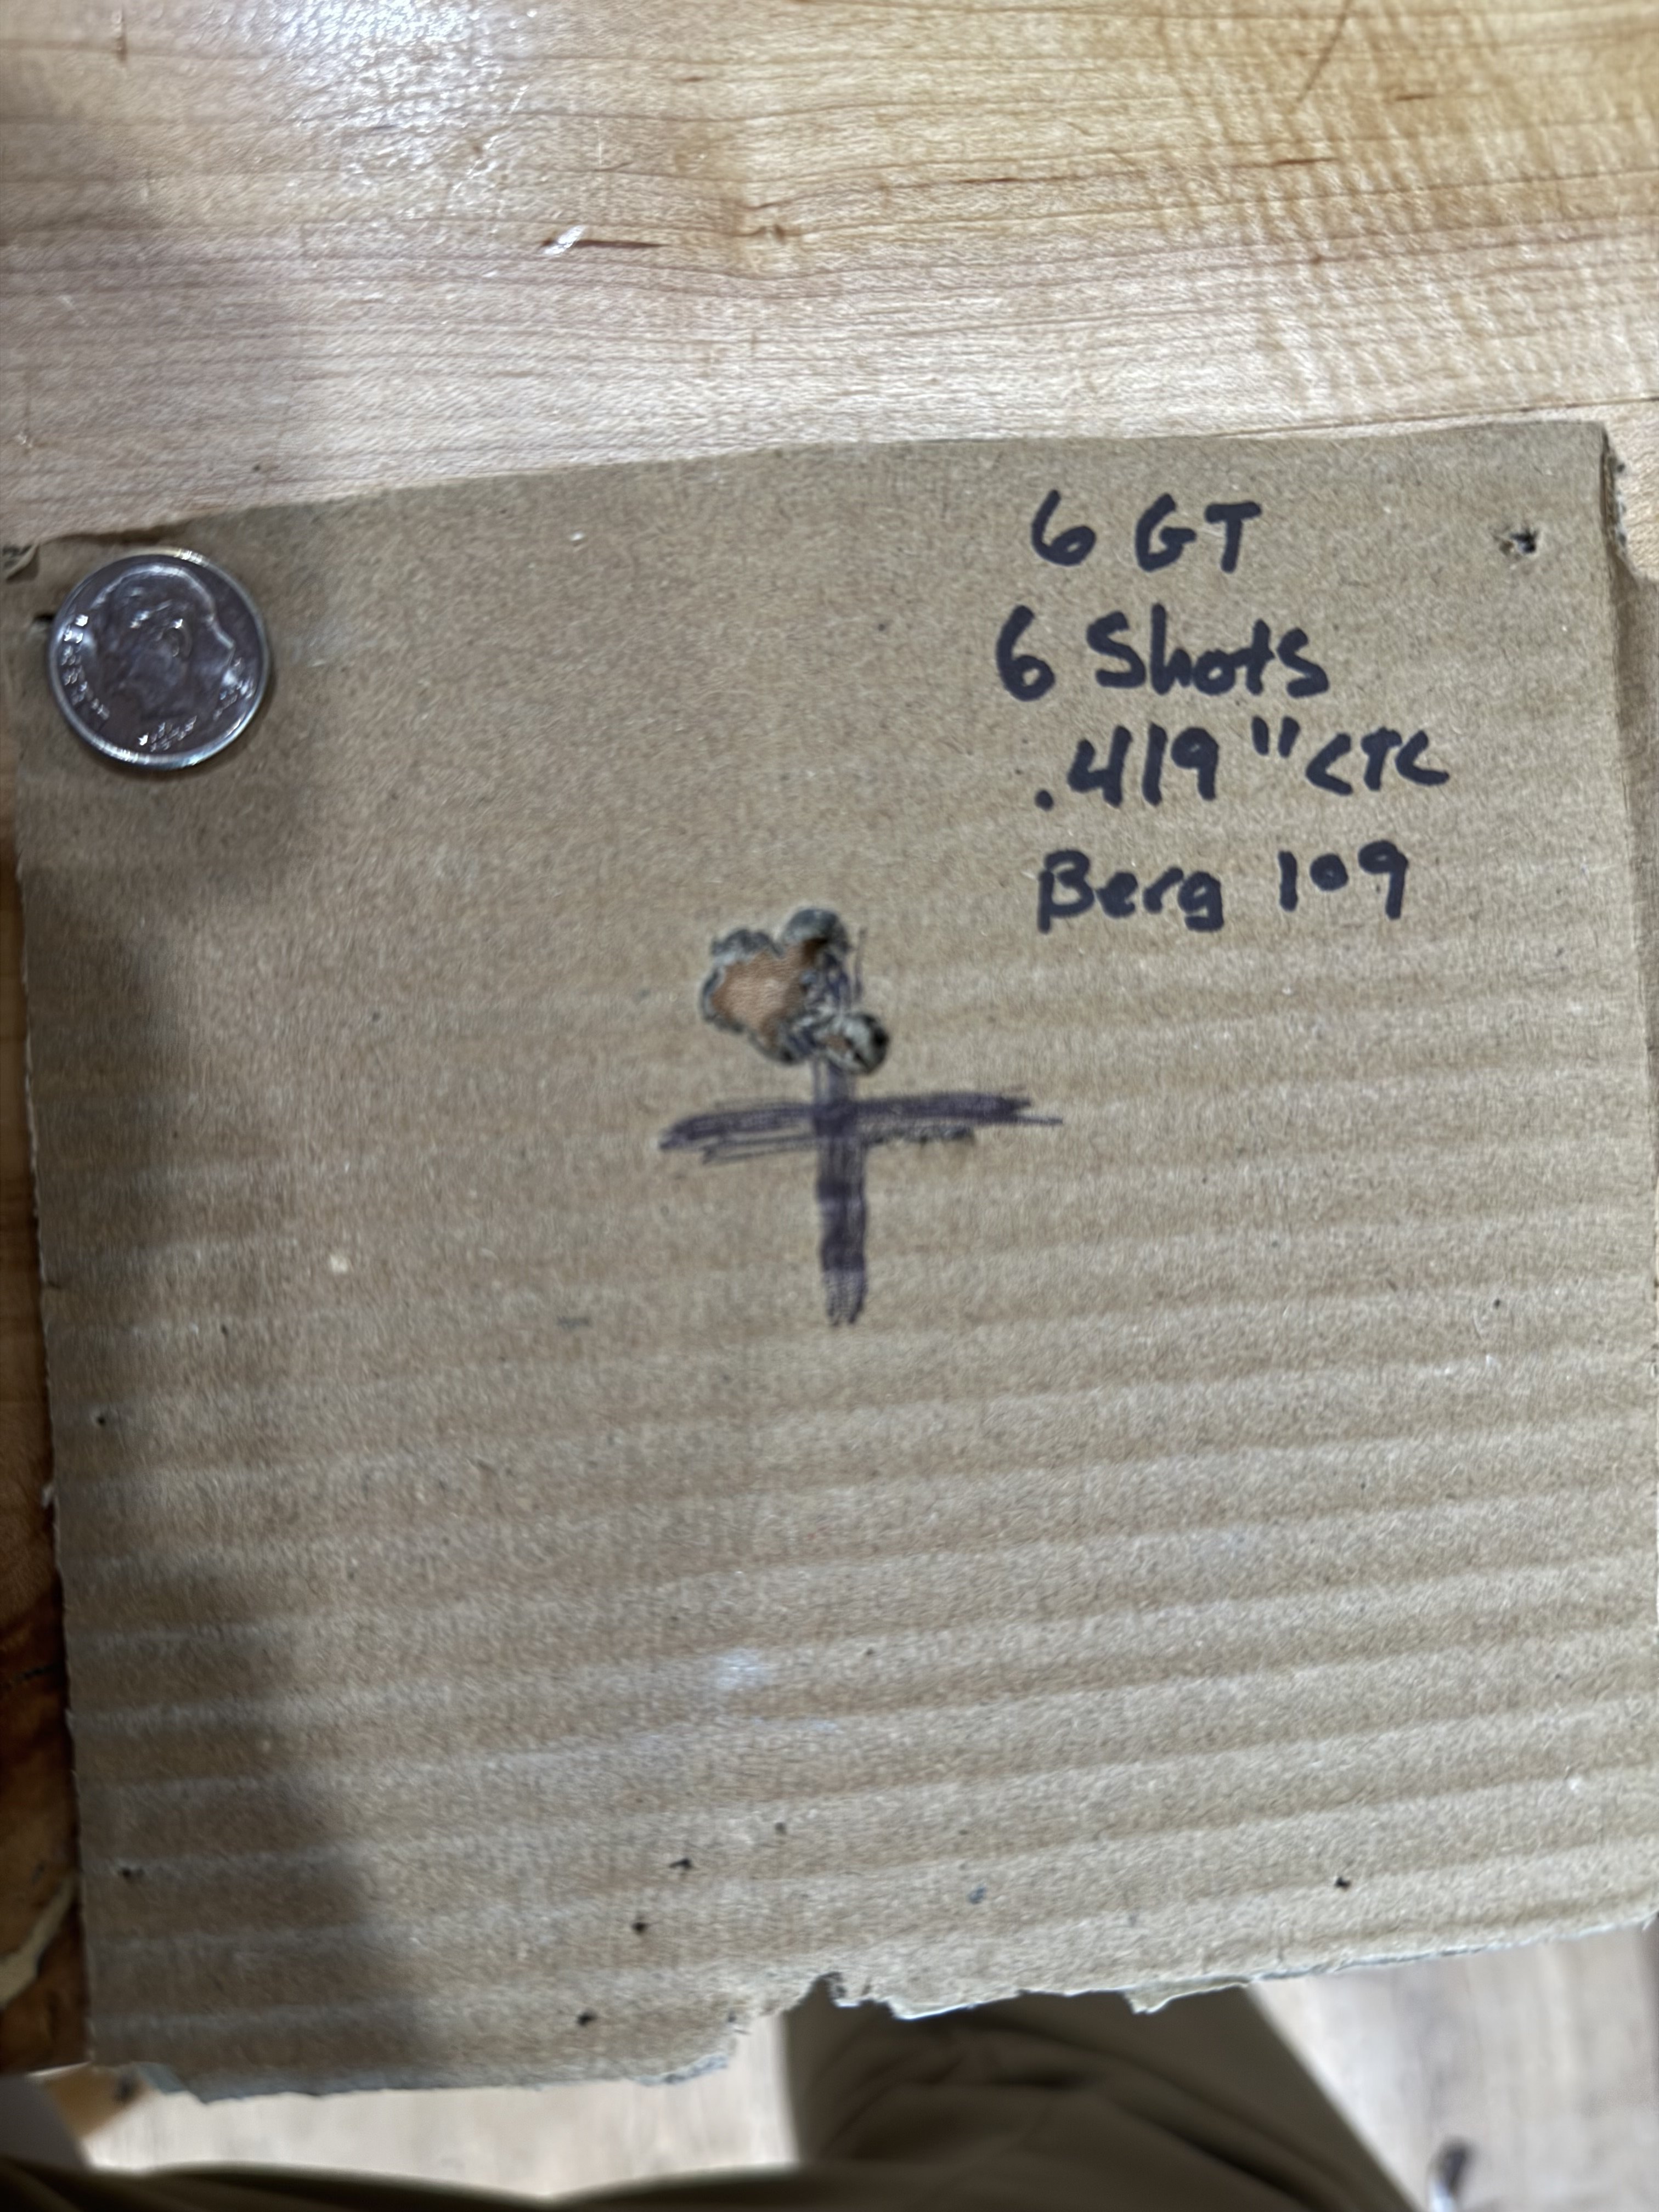 6 GT
6 Shots
.419" CTC
Berg 109